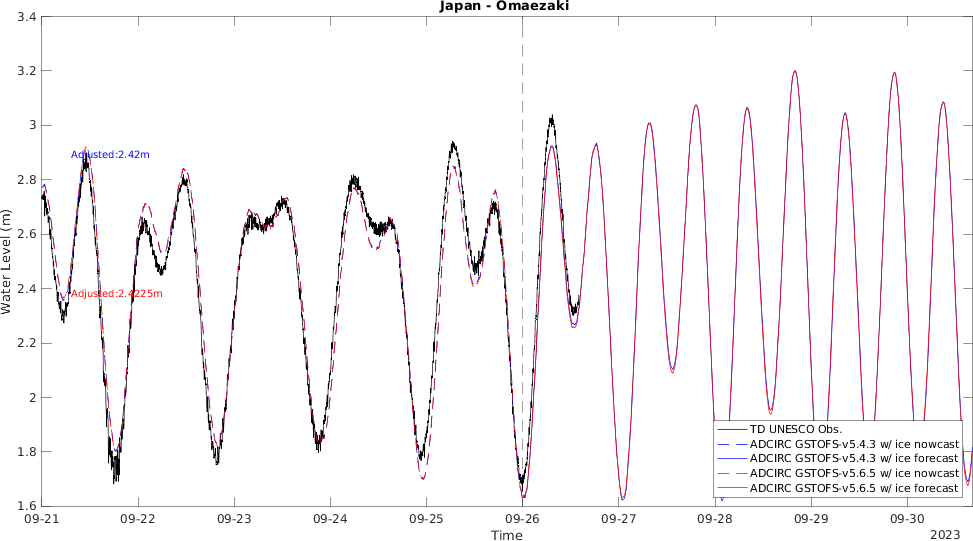 Japan - Omaezaki
3.4
3.2
3
2.8
2.6
2.4
2.2
2
1.8
1.6
Water Level (m)
Adjusted:2.42m
Adjusted:2.4225m
TD UNESCO Obs.
ADCIRC GSTOFS-v5.4.3 w/ ice nowcast
ADCIRC GSTOFS-v5.4.3 w/ ice forecast
ADCIRC GSTOFS-v5.6.5 w/ ice nowcast
ADCIRC GSTOFS-v5.6.5 w/ ice forecast
09-21 09-22 09-23 09-24 09-25 09-26 09-27 09-28 09-29 09-30
Time
2023